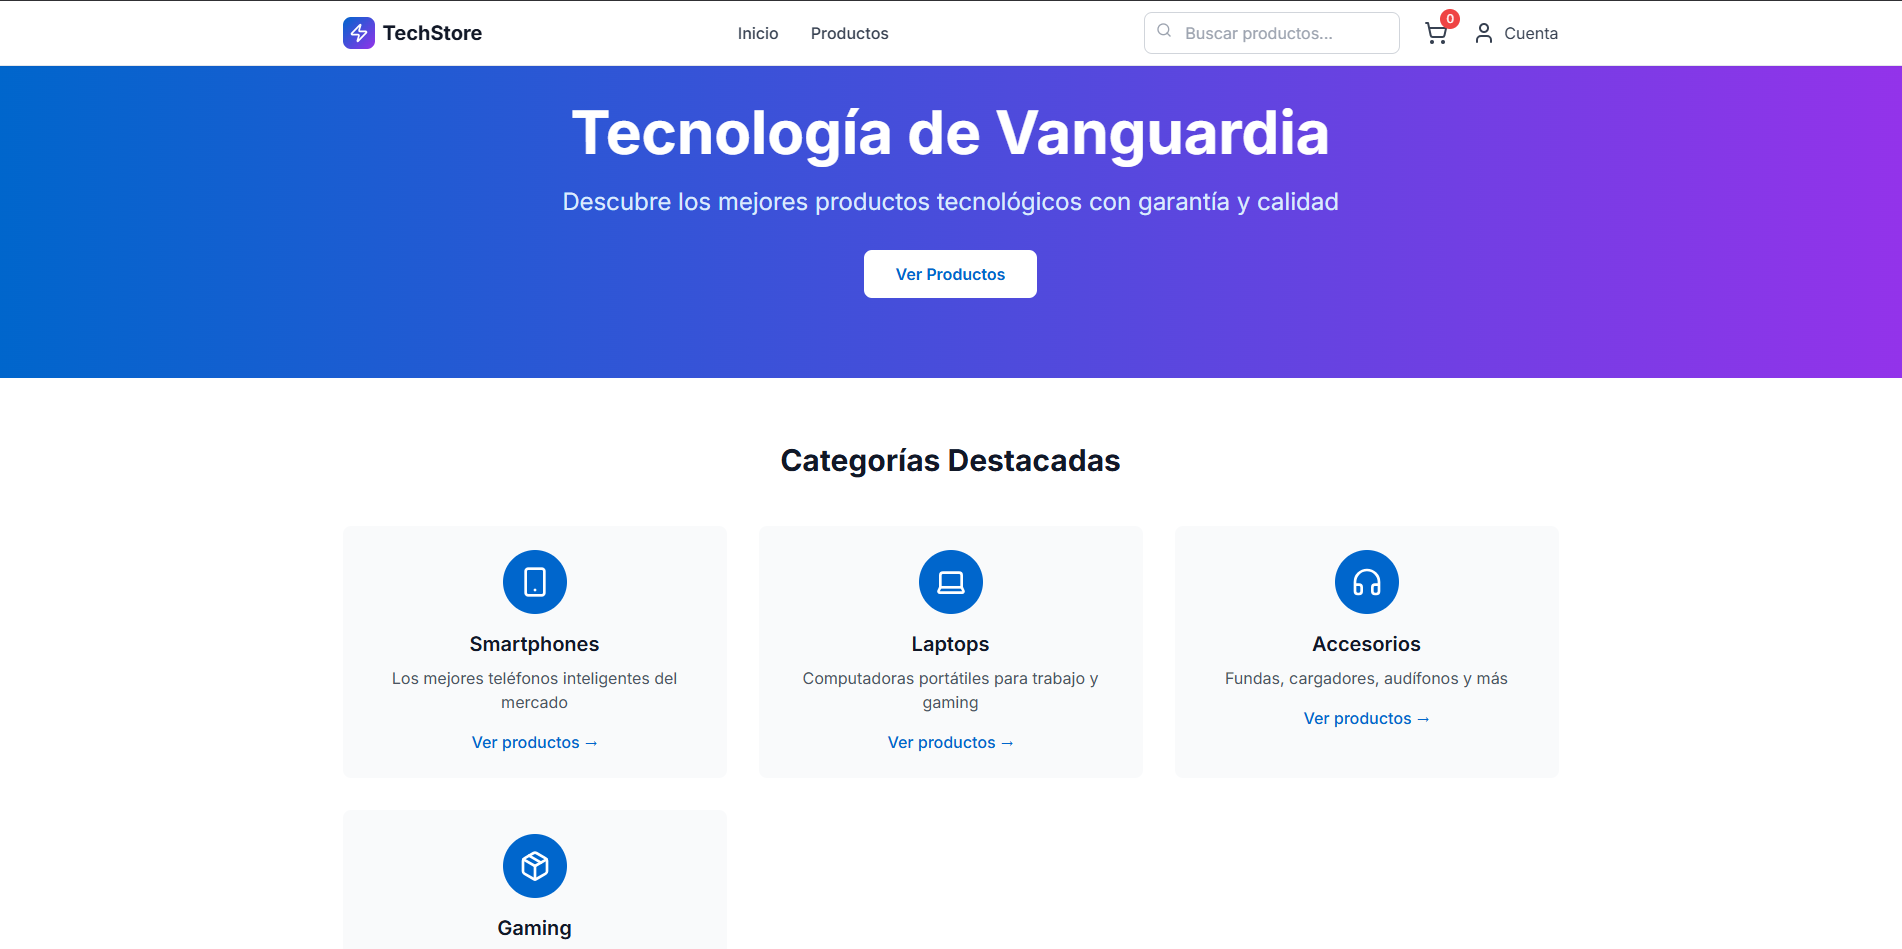 TechStore
Inicio
Productos
Buscar productos...
0
Cuenta
Tecnología de Vanguardia
Descubre los mejores productos tecnológicos con garantía y calidad
Ver Productos
Categorías Destacadas
Smartphones
Los mejores teléfonos inteligentes del
mercado
Ver productos →
Laptops
Computadoras portátiles para trabajo y
gaming
Ver productos →
Accesorios
Fundas, cargadores, audífonos y más
Ver productos →
Gaming